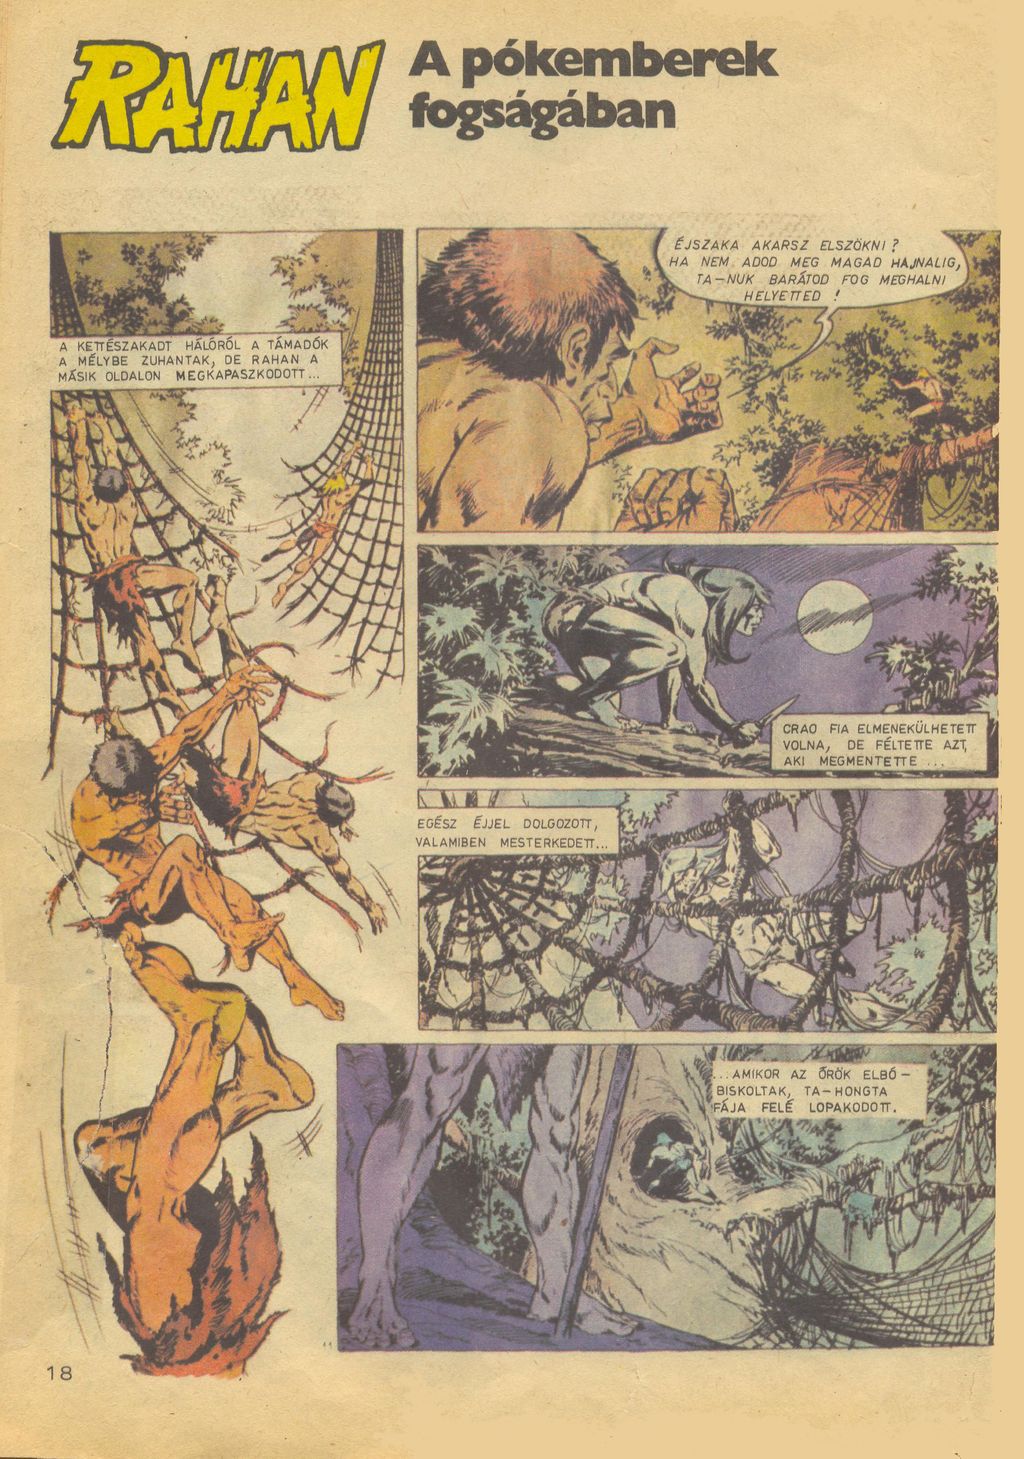 RAHAN
A pókemberek
fogságában
A KETTÉSZAKADT HÁLÓRÓL A TÁMADÓK
A MÉLYBE ZUHANTAK, DE RAHAN A
MÁSIK OLDALON MEGKAPASZKODOTT...
ÉJSZAKA AKARSZ ELSZÖKNI?
HA NEM ADOD MEG MAGAD HAJNALIG,
TA-NUK BARÁTOD FOG MEGHALNI
HELYETTED !
CRAO FIA ELMENEKÜLHETETT
VOLNA, DE FÉLTETTE AZT,
AKI MEGMENTETTE ...
EGÉSZ ÉJJEL DOLGOZOTT,
VALAMIBEN MESTERKEDETT...
...AMIKOR AZ ŐRÖK ELBÓ-
BISKOLTAK, TA-HONGTA
FÁJA FELÉ LOPAKODOTT.
18